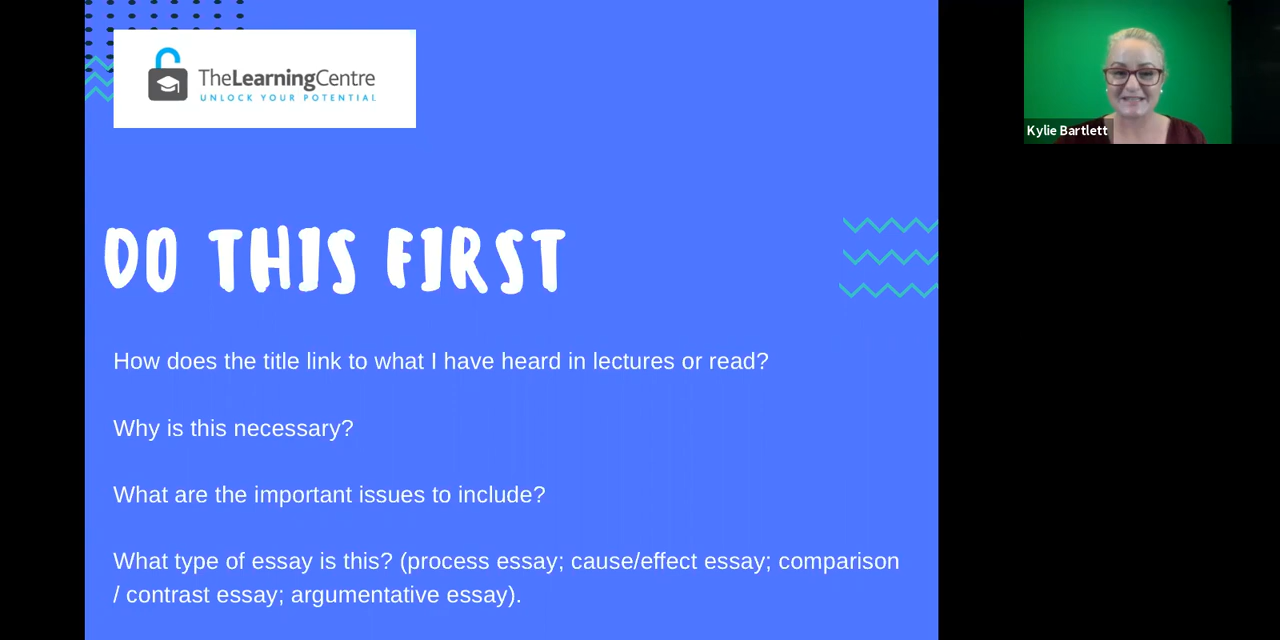 TheLearningCentre
UNLOCK YOUR POTENTIAL
Kylie Bartlett
DO THIS FIRST
How does the title link to what I have heard in lectures or read?
Why is this necessary?
What are the important issues to include?
What type of essay is this? (process essay; cause/effect essay; comparison
/ contrast essay; argumentative essay).